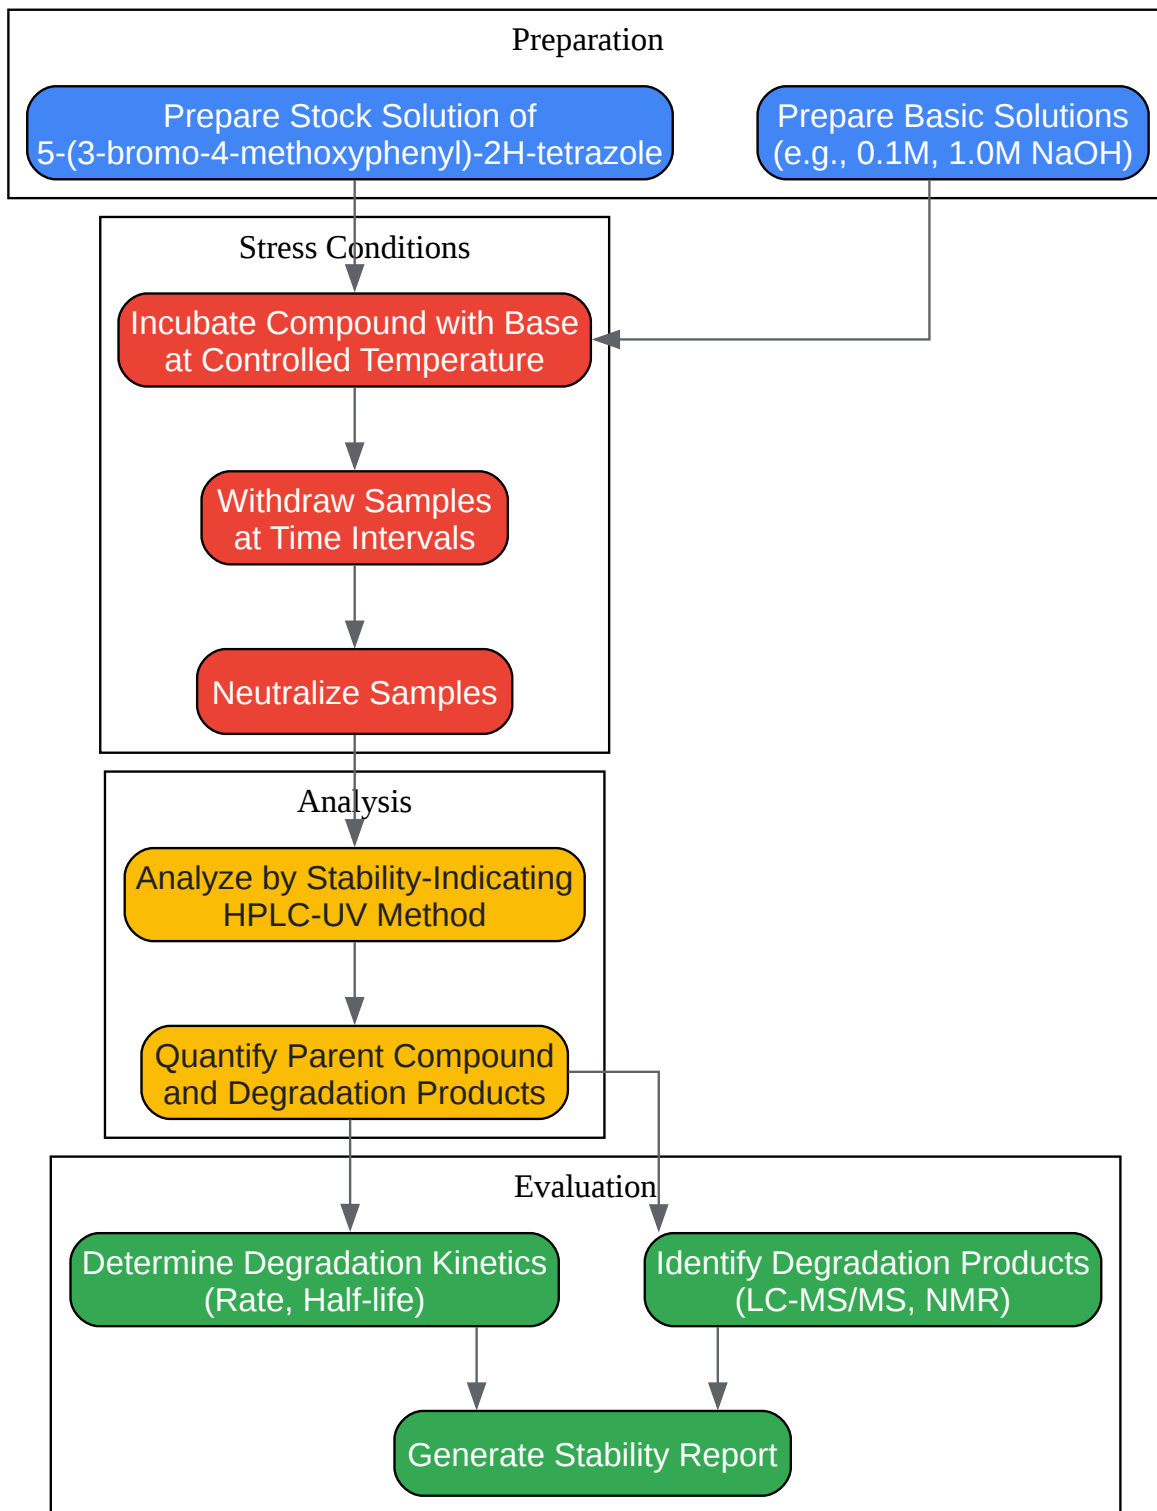 Preparation
Prepare Stock Solution of
5-(3-bromo-4-methoxyphenyl)-2H-tetrazole
Prepare Basic Solutions
(e.g., 0.1M, 1.0M NaOH)
Stress Conditions
Incubate Compound with Base
at Controlled Temperature
Withdraw Samples
at Time Intervals
Neutralize Samples
Analysis
Analyze by Stability-Indicating
HPLC-UV Method
Quantify Parent Compound
and Degradation Products
Evaluation
Determine Degradation Kinetics
(Rate, Half-life)
Identify Degradation Products
(LC-MS/MS, NMR)
Generate Stability Report